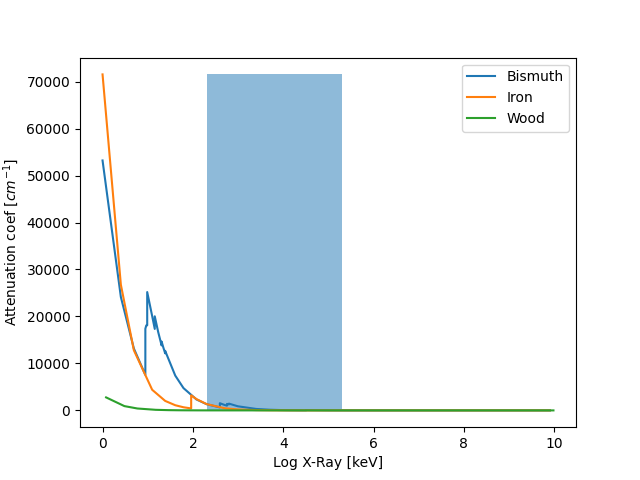 Bismuth
Iron
Wood
70000
60000
50000
40000
30000
20000
10000
0
Attenuation coef [cm⁻¹]
0 2 4 6 8 10
Log X-Ray [keV]